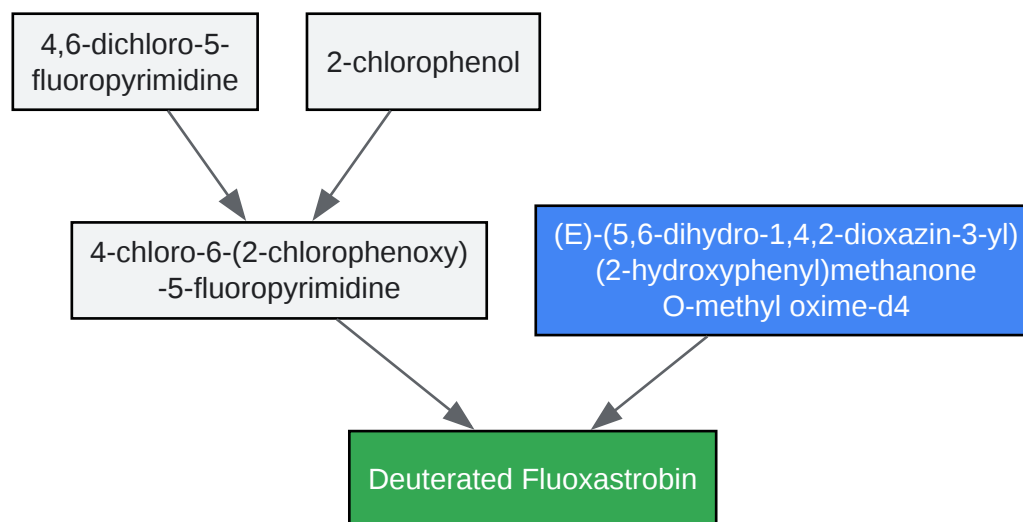 4,6-dichloro-5-
fluoropyrimidine
2-chlorophenol
4-chloro-6-(2-chlorophenoxy)
-5-fluoropyrimidine
(E)-(5,6-dihydro-1,4,2-dioxazin-3-yl)
(2-hydroxyphenyl)methanone
O-methyl oxime-d4
Deuterated Fluoxastrobin